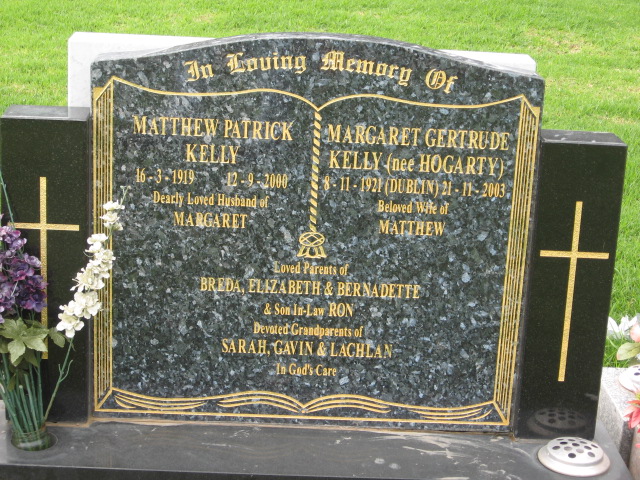 In Loving Memory Of
MATTHEW PATRICK
KELLY
16 - 3 - 1919 12 - 9 - 2000
Dearly Loved Husband of
MARGARET
MARGARET GERTRUDE
KELLY (nee HOGARTY)
8 - 11 - 1921 (DUBLIN) 21 - 11 - 2003
Beloved Wife of
MATTHEW
Loved Parents of
BREDA, ELIZABETH & BERNADETTE
& Son In-Law RON
Devoted Grandparents of
SARAH, GAVIN & LACHLAN
In God's Care